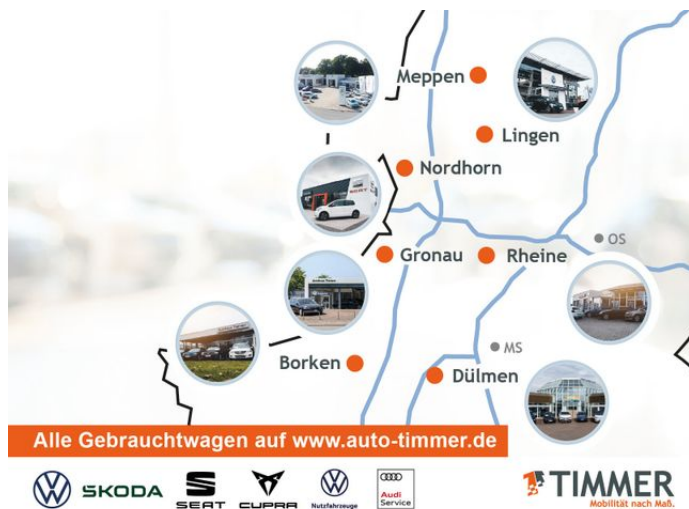 Meppen
Lingen
Nordhorn
OS
Gronau
Rheine
MS
Borken
Dülmen
Alle Gebrauchtwagen auf www.auto-timmer.de
SKODA
SEAT
CUPRA
Nutzfahrzeuge
Audi
Service
TIMMER
Mobilität nach Maß.